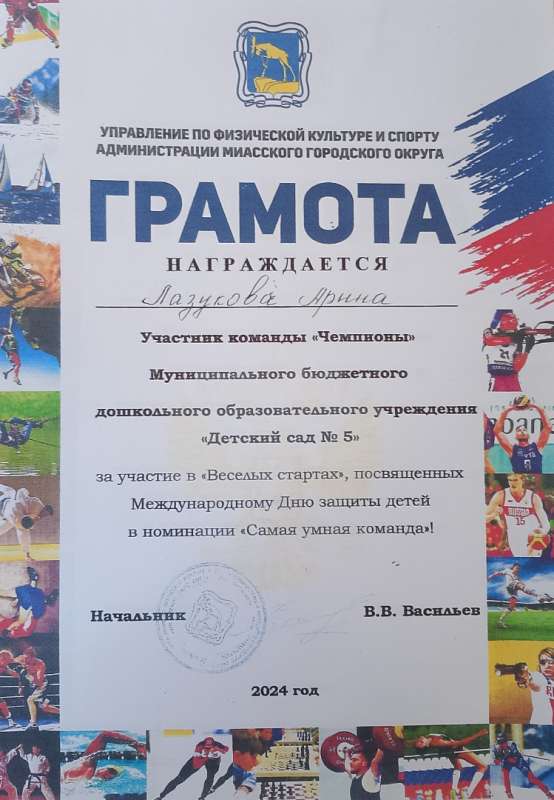 УПРАВЛЕНИЕ ПО ФИЗИЧЕСКОЙ КУЛЬТУРЕ И СПОРТУ
АДМИНИСТРАЦИИ МИАССКОГО ГОРОДСКОГО ОКРУГА
ГРАМОТА
НАГРАЖДАЕТСЯ
Лазукова Арина
Участник команды «Чемпионы»
Муниципального бюджетного
дошкольного образовательного учреждения
«Детский сад № 5»
за участие в «Веселых стартах», посвященных
Международному Дню защиты детей
в номинации «Самая умная команда»!
Начальник В.В. Васильев
2024 год